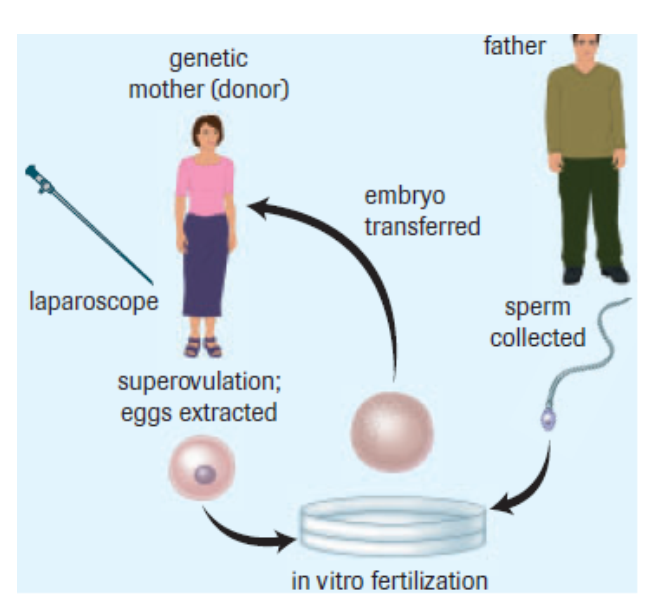 genetic
mother (donor)
father
embryo
transferred
laparoscope
sperm
collected
superovulation;
eggs extracted
in vitro fertilization